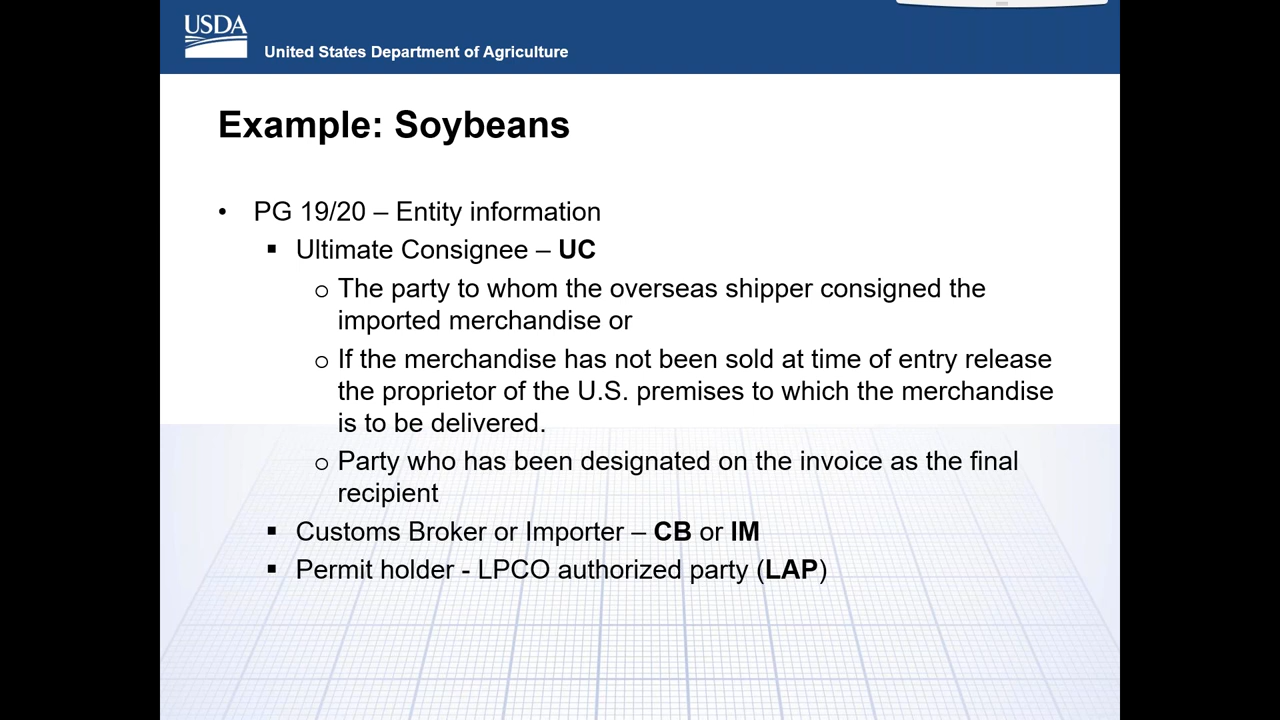 USDA
United States Department of Agriculture
Example: Soybeans
• PG 19/20 – Entity information
▪ Ultimate Consignee – UC
o The party to whom the overseas shipper consigned the
imported merchandise or
o If the merchandise has not been sold at time of entry release
the proprietor of the U.S. premises to which the merchandise
is to be delivered.
o Party who has been designated on the invoice as the final
recipient
▪ Customs Broker or Importer – CB or IM
▪ Permit holder - LPCO authorized party (LAP)